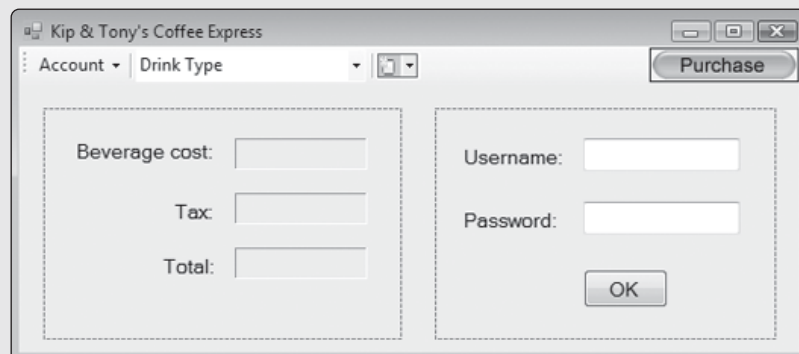 Kip & Tony's Coffee Express
Account Drink Type Purchase
Beverage cost:
Tax:
Total:
Username:
Password:
OK